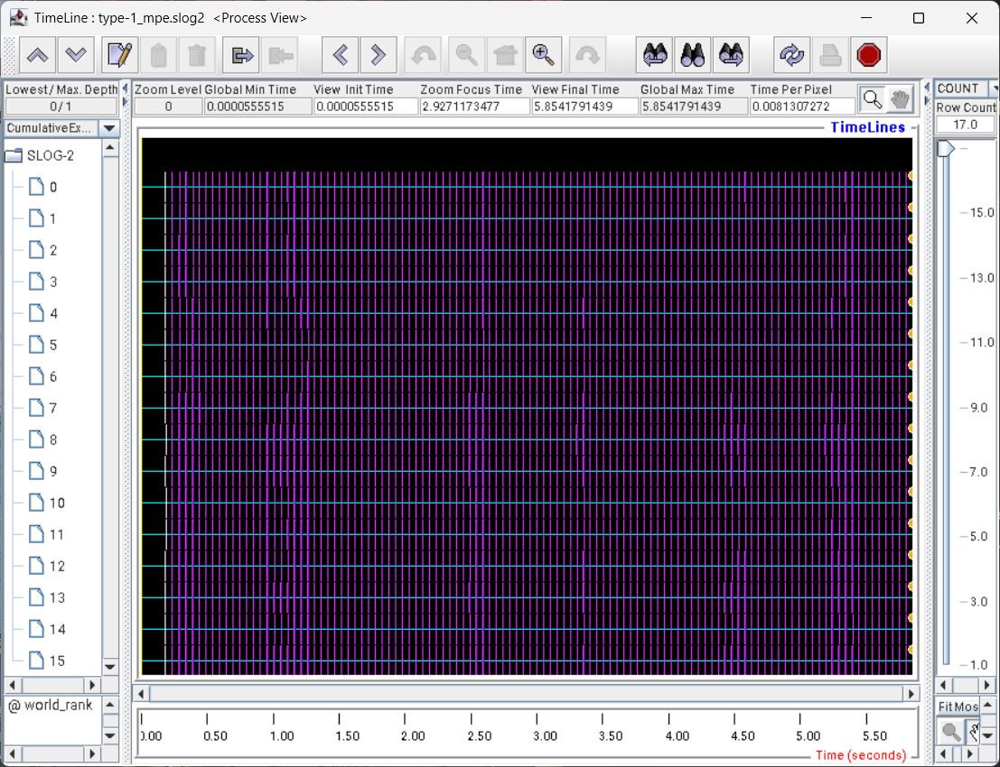 TimeLine : type-1_mpe.slog2 <Process View>
Lowest / Max. Depth
0 / 1
Zoom Level
0
Global Min Time
0.0000555515
View Init Time
0.0000555515
Zoom Focus Time
2.9271173477
View Final Time
5.8541791439
Global Max Time
5.8541791439
Time Per Pixel
0.0081307272
COUNT
Row Count
17.0
CumulativeEx...
SLOG-2
0
1
2
3
4
5
6
7
8
9
10
11
12
13
14
15
@ world_rank
TimeLines
15.0
13.0
11.0
9.0
7.0
5.0
3.0
1.0
Fit Mos
0.00 0.50 1.00 1.50 2.00 2.50 3.00 3.50 4.00 4.50 5.00 5.50
Time (seconds)